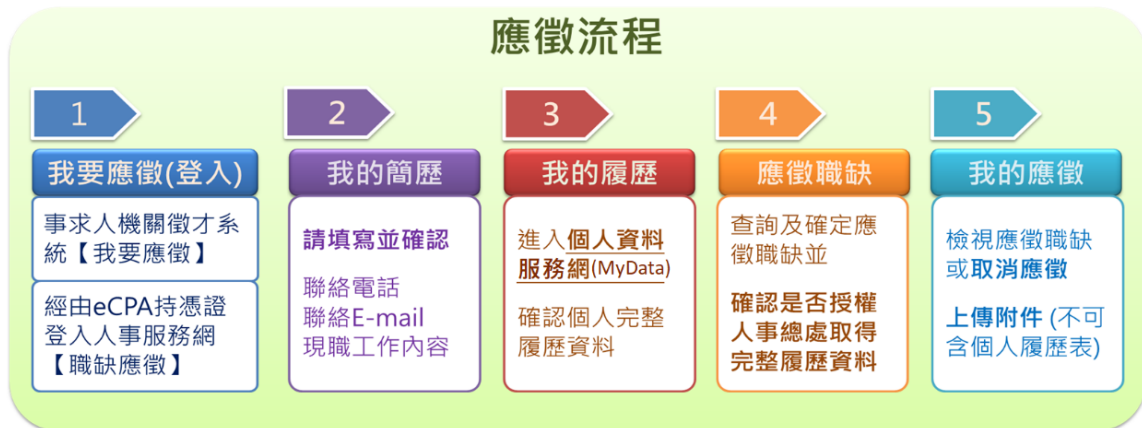 應徵流程
1
我要應徵(登入)
事求人機關徵才系
統【我要應徵】
經由eCPA持憑證
登入人事服務網
【職缺應徵】
2
我的簡歷
請填寫並確認
聯絡電話
聯絡E-mail
現職工作內容
3
我的履歷
進入個人資料
服務網(MyData)
確認個人完整
履歷資料
4
應徵職缺
查詢及確定應
徵職缺並
確認是否授權
人事總處取得
完整履歷資料
5
我的應徵
檢視應徵職缺
或取消應徵
上傳附件 (不可
含個人履歷表)